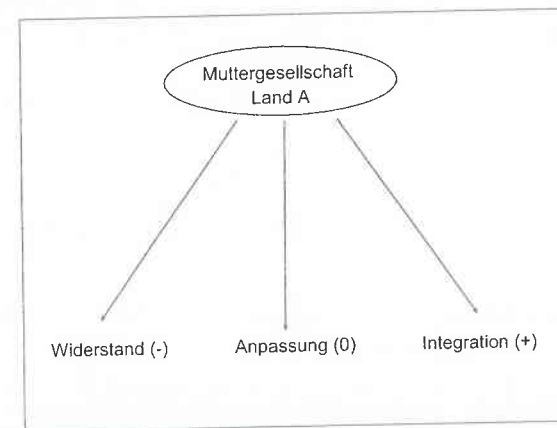 Muttergesellschaft
Land A
Widerstand (-)
Anpassung (0)
Integration (+)